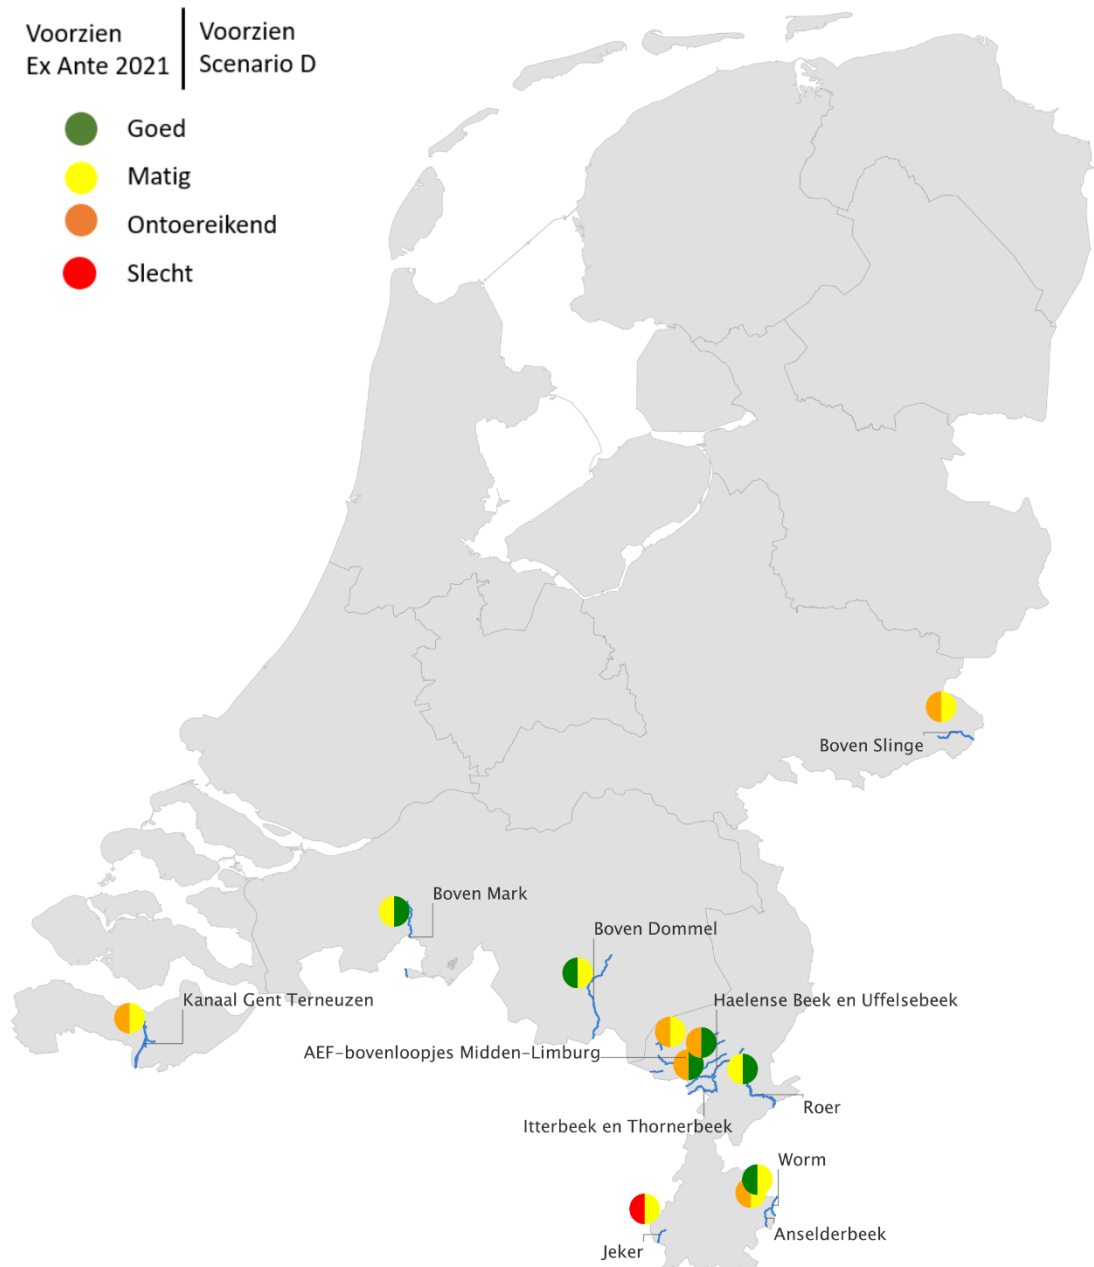 Voorzien
Ex Ante 2021
Voorzien
Scenario D
Goed
Matig
Ontoereikend
Slecht
Boven Slinge
Boven Mark
Boven Dommel
Kanaal Gent Terneuzen
Haelense Beek en Uffelsebeek
AEF-bovenloopjes Midden-Limburg
Roer
Itterbeek en Thornerbeek
Worm
Anselderbeek
Jeker